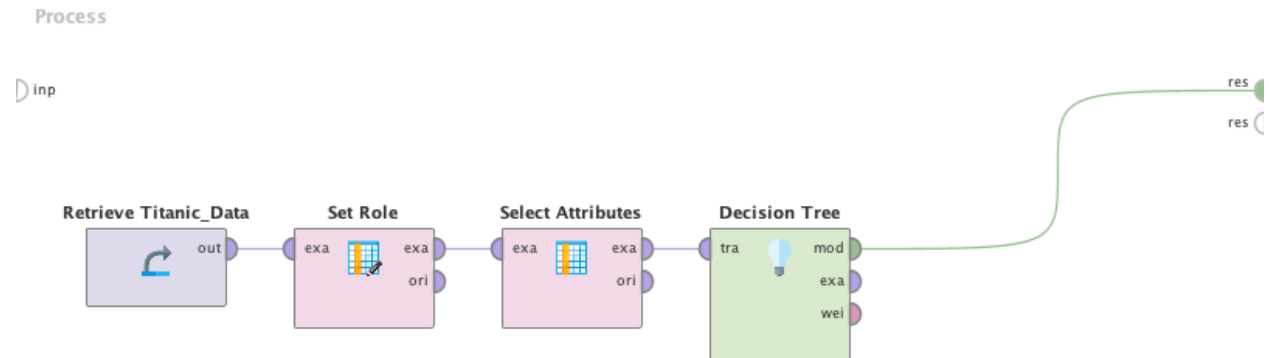 Process
inp
res
res
Retrieve Titanic_Data
Set Role
Select Attributes
Decision Tree
out
exa
exa
ori
exa
exa
ori
tra
mod
exa
wei